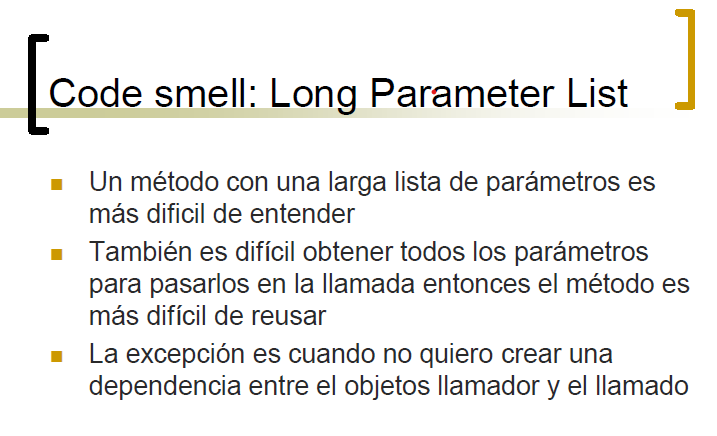 Code smell: Long Parameter List
Un método con una larga lista de parámetros es
más dificil de entender
También es difícil obtener todos los parámetros
para pasarlos en la llamada entonces el método es
más difícil de reusar
La excepción es cuando no quiero crear una
dependencia entre el objetos llamador y el llamado